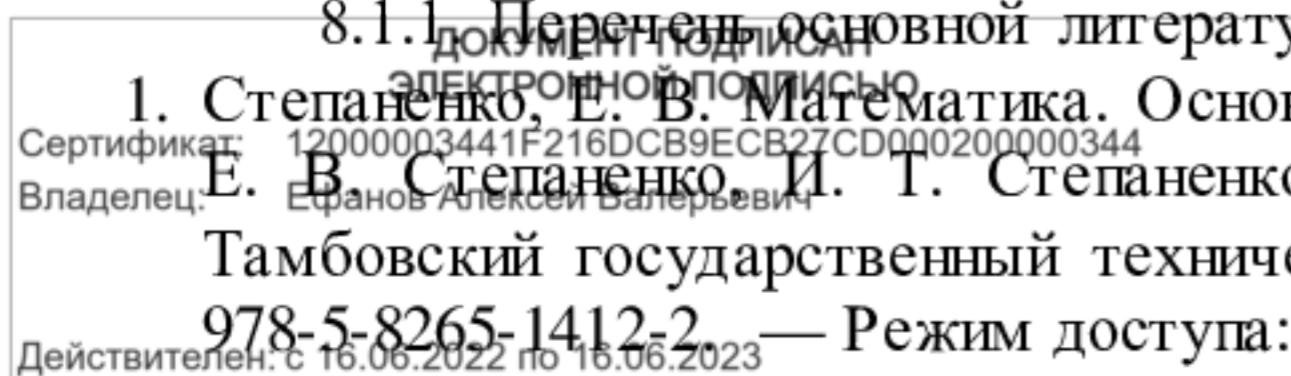 8.1.1. Перечень основной литерату
ДОКУМЕНТ ПОДПИСАН
ЭЛЕКТРОННОЙ ПОДПИСЬЮ
1. Степаненко, Е. В. Математика. Осно
Сертификат: 12000003441F216DCB9ECB27CD000200000344
Е. В. Степаненко, И. Т. Степаненко
Владелец: Ефанов Алексей Валерьевич
Тамбовский государственный техниче
978-5-8265-1412-2. — Режим доступа:
Действителен: с 16.06.2022 по 16.06.2023